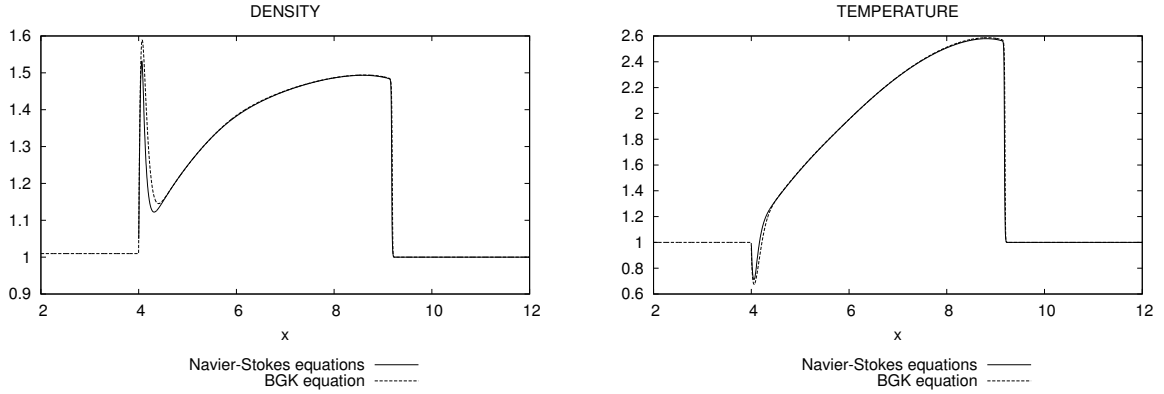 DENSITY
1.6
1.5
1.4
1.3
1.2
1.1
1
0.9
2 4 6 8 10 12
x
Navier-Stokes equations
BGK equation
TEMPERATURE
2.6
2.4
2.2
2
1.8
1.6
1.4
1.2
1
0.8
0.6
2 4 6 8 10 12
x
Navier-Stokes equations
BGK equation